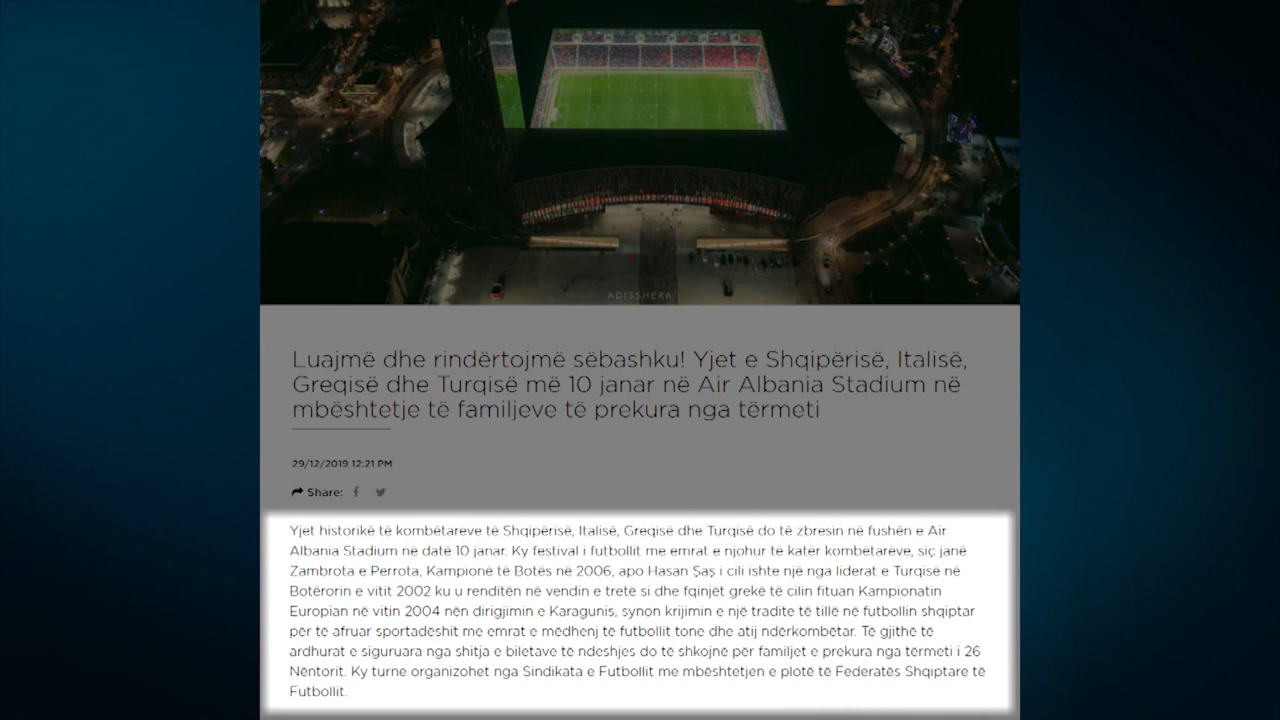 ADISSHERA
Luajmë dhe rindërtojmë sëbashku! Yjet e Shqipërisë, Italisë,
Greqisë dhe Turqisë më 10 janar në Air Albania Stadium në
mbështetje të familjeve të prekura nga tërmeti
29/12/2019 12:21 PM
Share:
Yjet historikë të kombëtareve të Shqipërisë, Italisë, Greqisë dhe Turqisë do të zbresin në fushën e Air
Albania Stadium në datë 10 janar. Ky festival i futbollit me emrat e njohur të katër kombëtarëve, siç janë
Zambrota e Perrota, Kampionë të Botës në 2006, apo Hasan Şaş i cili ishte një nga liderat e Turqisë në
Botërorin e vitit 2002 ku u renditën në vendin e tretë si dhe fqinjët grekë të cilin fituan Kampionatin
Europian në vitin 2004 nën dirigjimin e Karagunis, synon krijimin e një tradite të tillë në futbollin shqiptar
për të afruar sportadëshit me emrat e mëdhenj të futbollit tone dhe atij ndërkombëtar. Të gjithë të
ardhurat e siguruara nga shitja e biletave të ndeshjes do të shkojnë për familjet e prekura nga tërmeti i 26
Nëntorit. Ky turne organizohet nga Sindikata e Futbollit me mbështetjen e plotë të Federatës Shqiptare të
Futbollit.